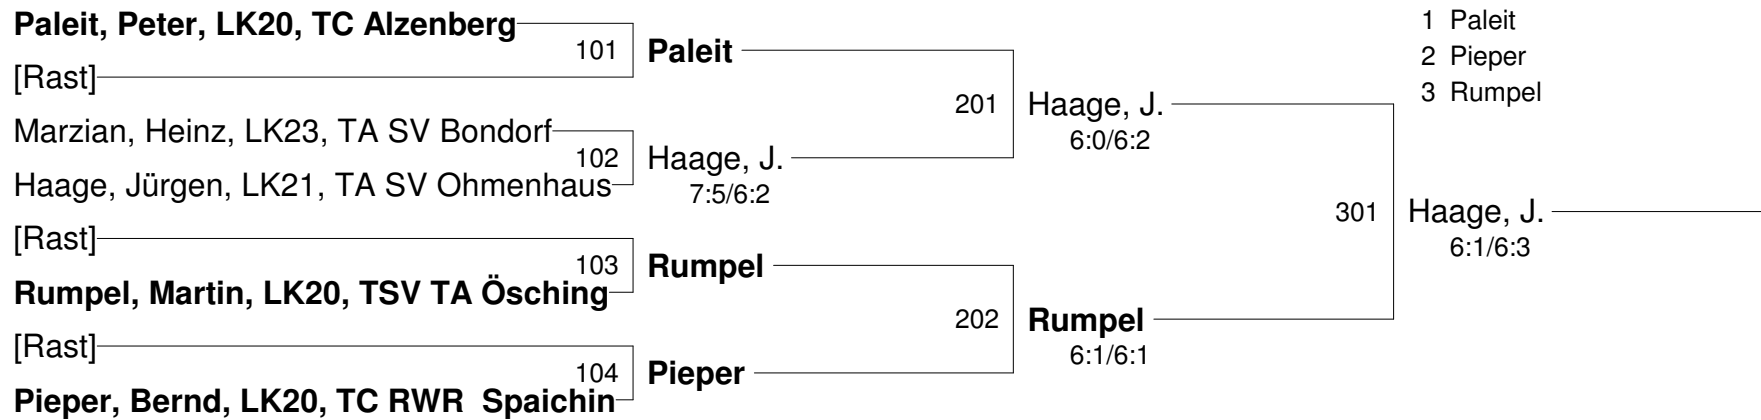 Paleit, Peter, LK20, TC Alzenberg
[Rast]
Marzian, Heinz, LK23, TA SV Bondorf
Haage, Jürgen, LK21, TA SV Ohmenhaus
[Rast]
Rumpel, Martin, LK20, TSV TA Ösching
[Rast]
Pieper, Bernd, LK20, TC RWR  Spaichin
101
102
103
104
Paleit
Haage, J.
7:5/6:2
Rumpel
Pieper
201
202
Haage, J.
6:0/6:2
Rumpel
6:1/6:1
301
Haage, J.
6:1/6:3
1 Paleit
2 Pieper
3 Rumpel